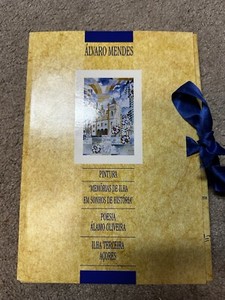 ÁLVARO MENDES
PINTURA
"MEMÓRIAS DE ILHA
EM SONHOS DE HISTÓRIA"
POESIA
ÁLAMO OLIVEIRA
ILHA TERCEIRA
AÇORES